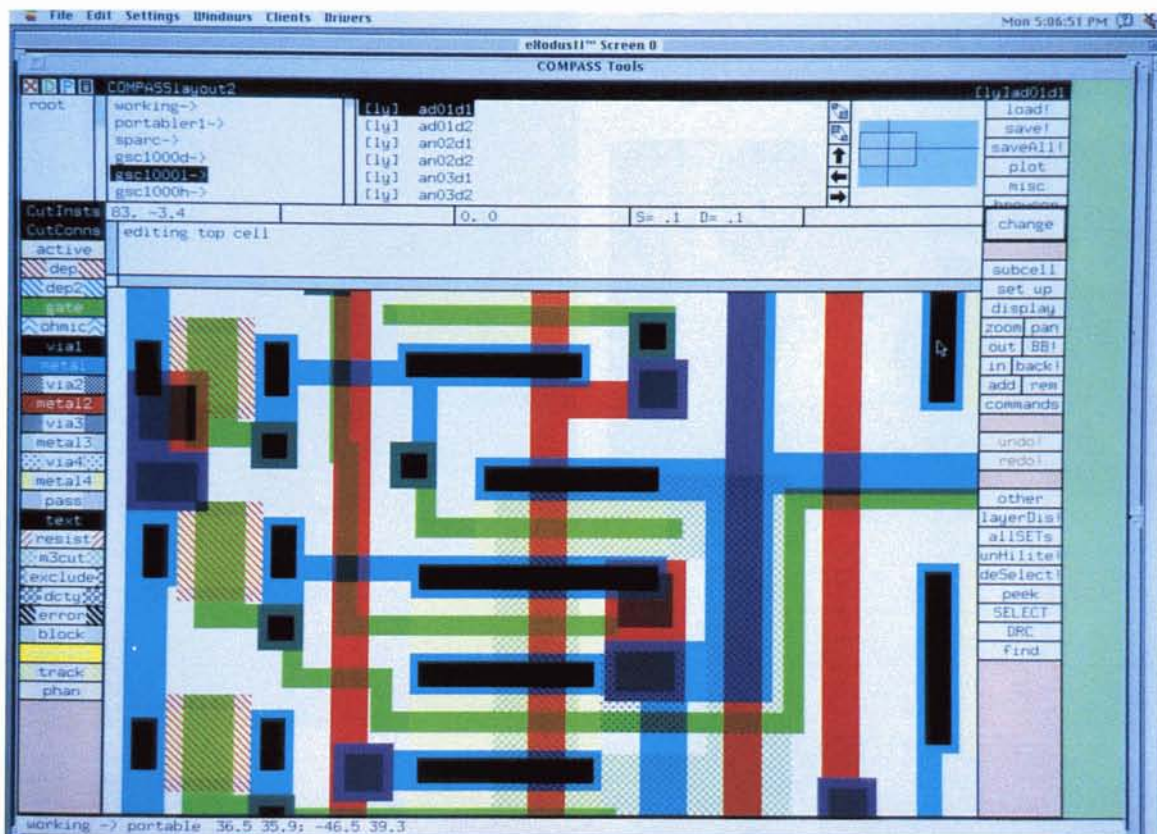 File Edit Settings Windows Clients Drivers
Mon 5:06:51 PM
eXodusII™ Screen 0
COMPASS Tools
COMPASSlayout2
[ly]ad01d1
root
working->
portabler1->
sparc->
gsc1000d->
gsc1000l->
gsc1000h->
[ly] ad01d1
[ly] ad01d2
[ly] an02d1
[ly] an02d2
[ly] an03d1
[ly] an03d2
load!
save!
saveAll!
plot
misc
change
83, -3.4
0, 0
S= .1 D= .1
editing top cell
CutInsts
CutConns
active
dep
dep2
gate
ohmic
via1
metal
via2
metal2
via3
metal3
via4
metal4
pass
text
resist
m3cut
exclude
dcty
error
block
track
phan
subcell
set up
display
zoom pan
out BB!
in back!
add rem
commands
undo!
redo!
other
layerDis!
allSETs
unHilite!
deSelect!
peek
SELECT
DRC
find
working -> portable 36.5 35.9; -46.5 39.3